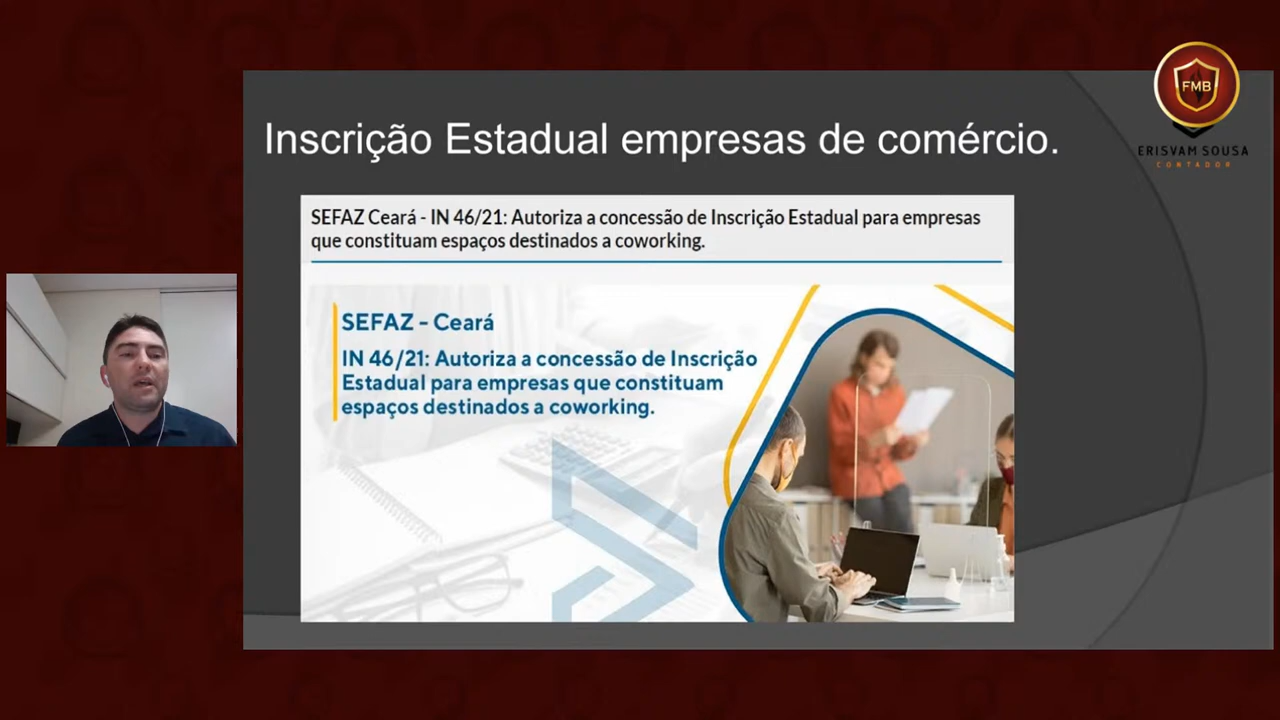 FMB
ERISVAM SOUSA
CONTADOR
Inscrição Estadual empresas de comércio.
SEFAZ Ceará - IN 46/21: Autoriza a concessão de Inscrição Estadual para empresas
que constituam espaços destinados a coworking.
SEFAZ - Ceará
IN 46/21: Autoriza a concessão de Inscrição
Estadual para empresas que constituam
espaços destinados a coworking.